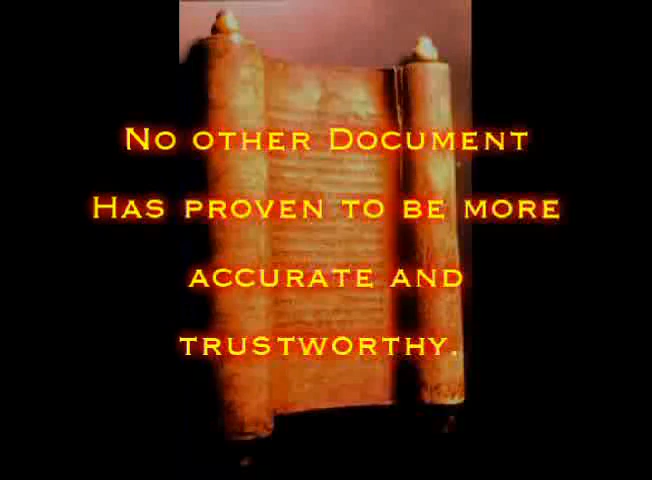 No other Document
Has proven to be more
accurate and
trustworthy.